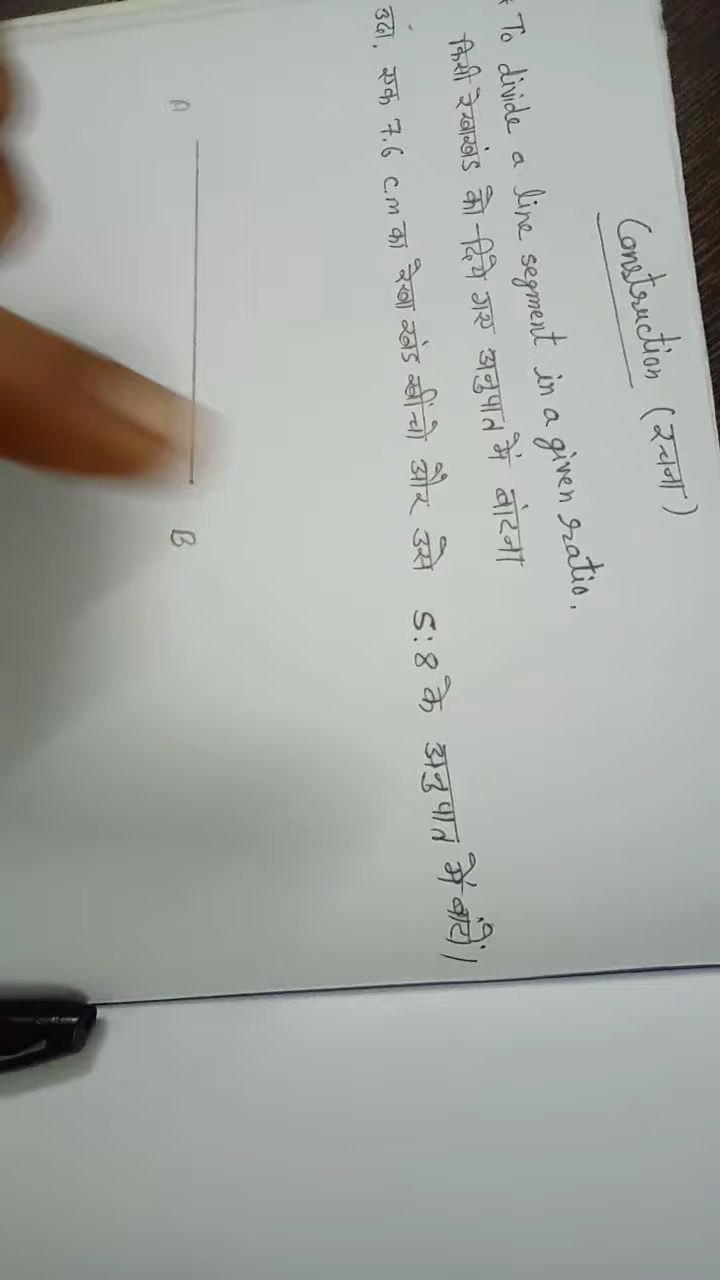 Construction (रचना)
* To divide a line segment in a given ratio.
किसी रेखाखंड को दिये गए अनुपात में बांटना
उदा. एक 7.6 c.m का रेखा खंड खींचो और उसे 5:8 के अनुपात में बांटों।
A B